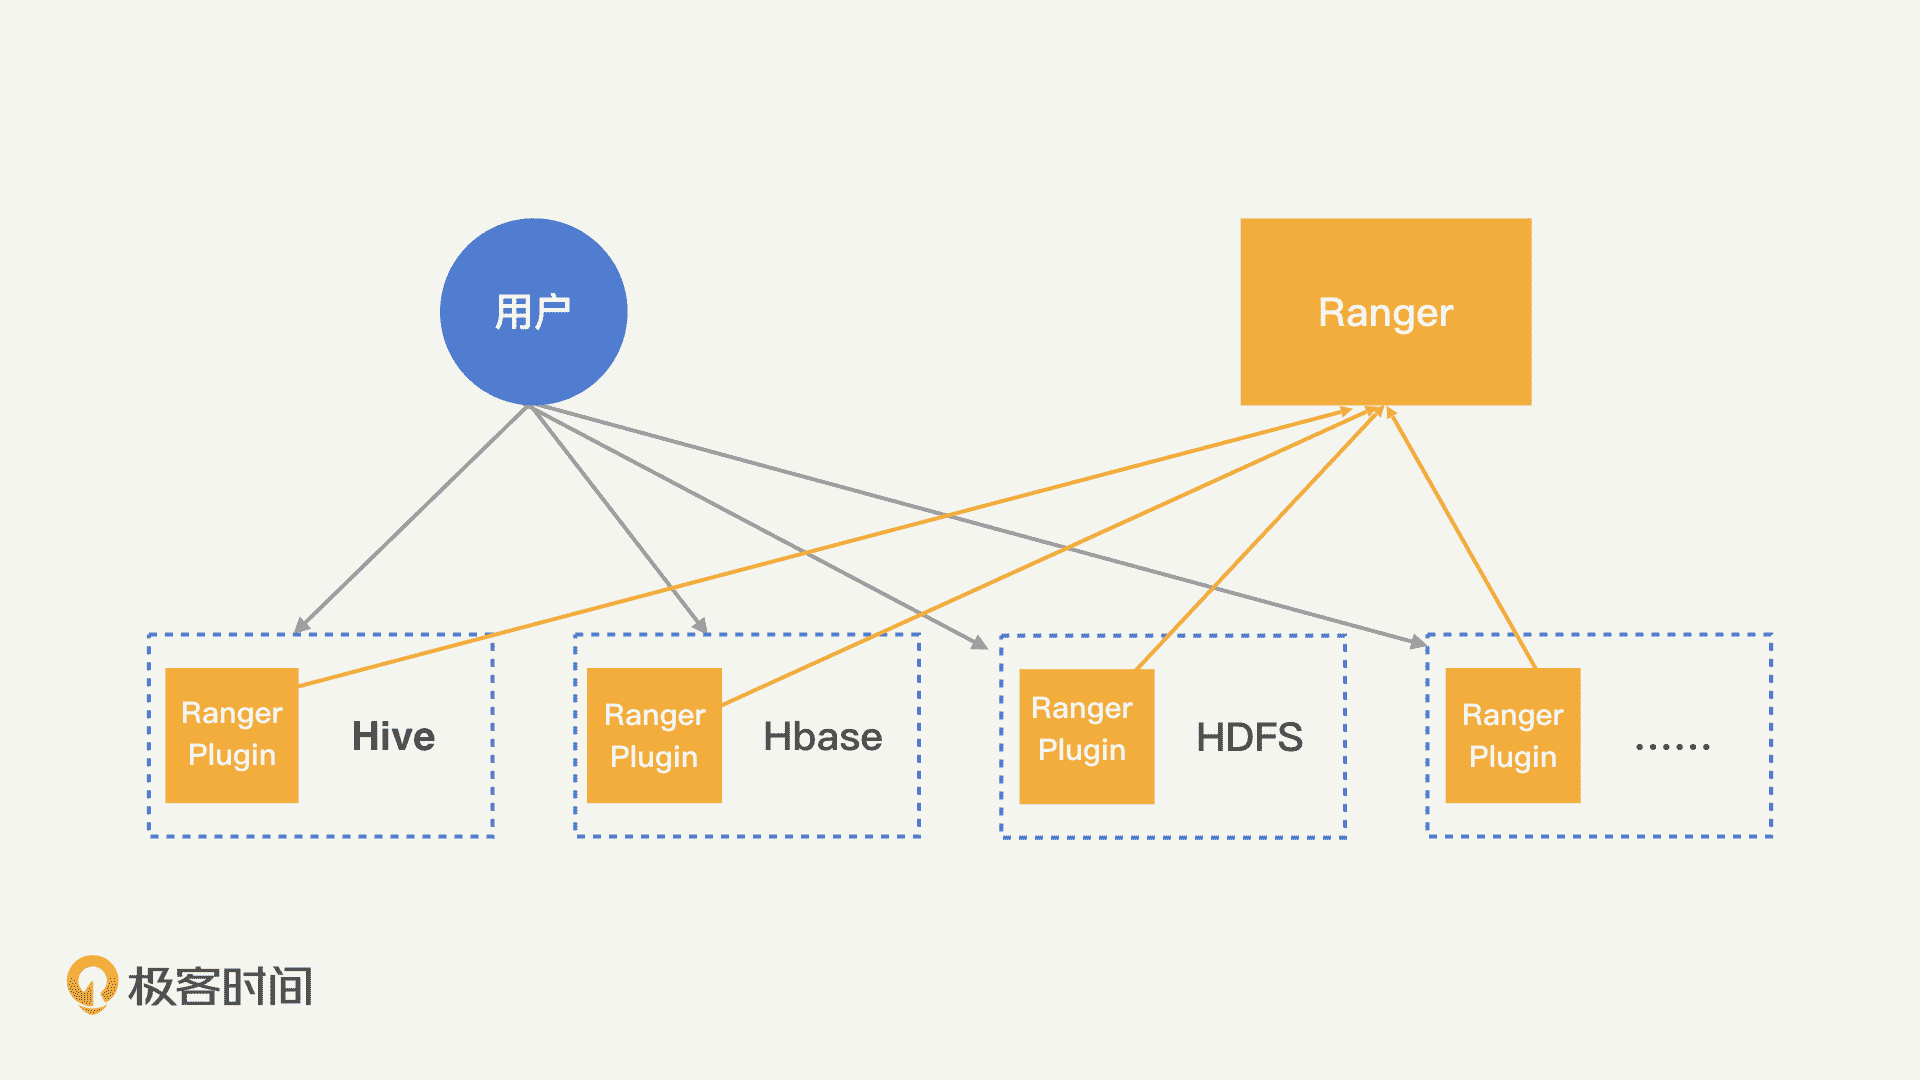 用户
Ranger
Ranger
Plugin
Hive
Ranger
Plugin
Hbase
Ranger
Plugin
HDFS
Ranger
Plugin
......
极客时间